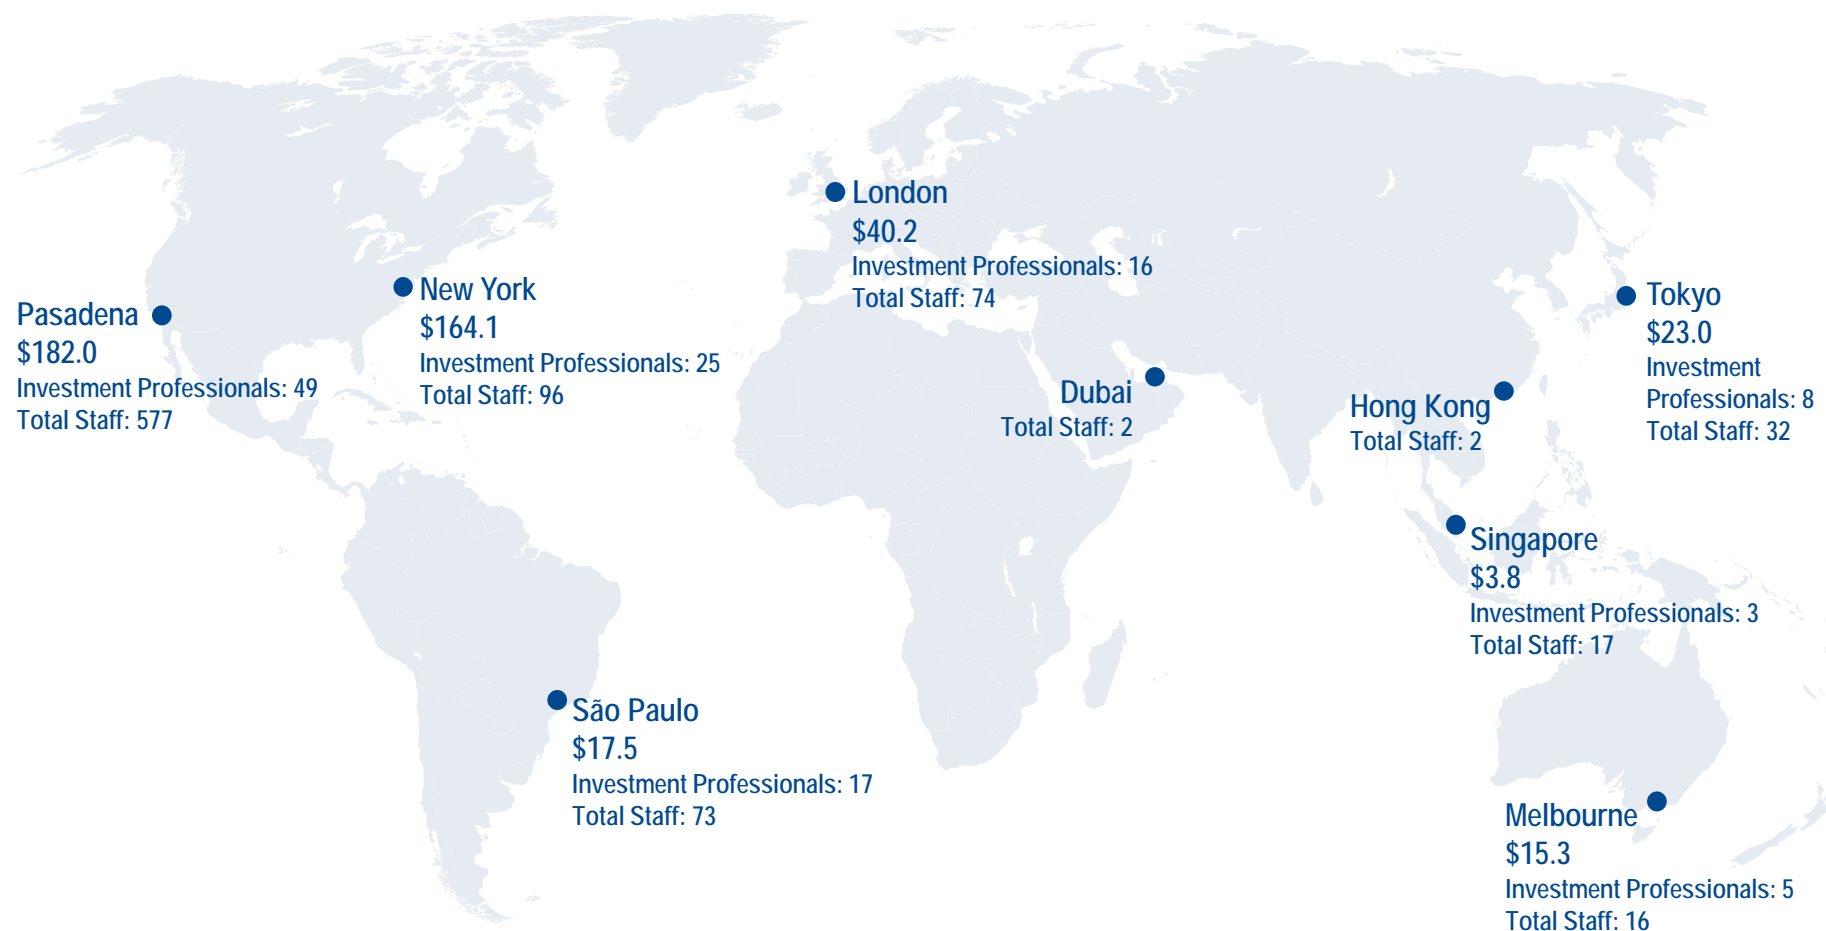 London
$40.2
Investment Professionals: 16
Total Staff: 74
New York
$164.1
Investment Professionals: 25
Total Staff: 96
Pasadena
$182.0
Investment Professionals: 49
Total Staff: 577
Tokyo
$23.0
Investment
Professionals: 8
Total Staff: 32
Dubai
Total Staff: 2
Hong Kong
Total Staff: 2
Singapore
$3.8
Investment Professionals: 3
Total Staff: 17
São Paulo
$17.5
Investment Professionals: 17
Total Staff: 73
Melbourne
$15.3
Investment Professionals: 5
Total Staff: 16